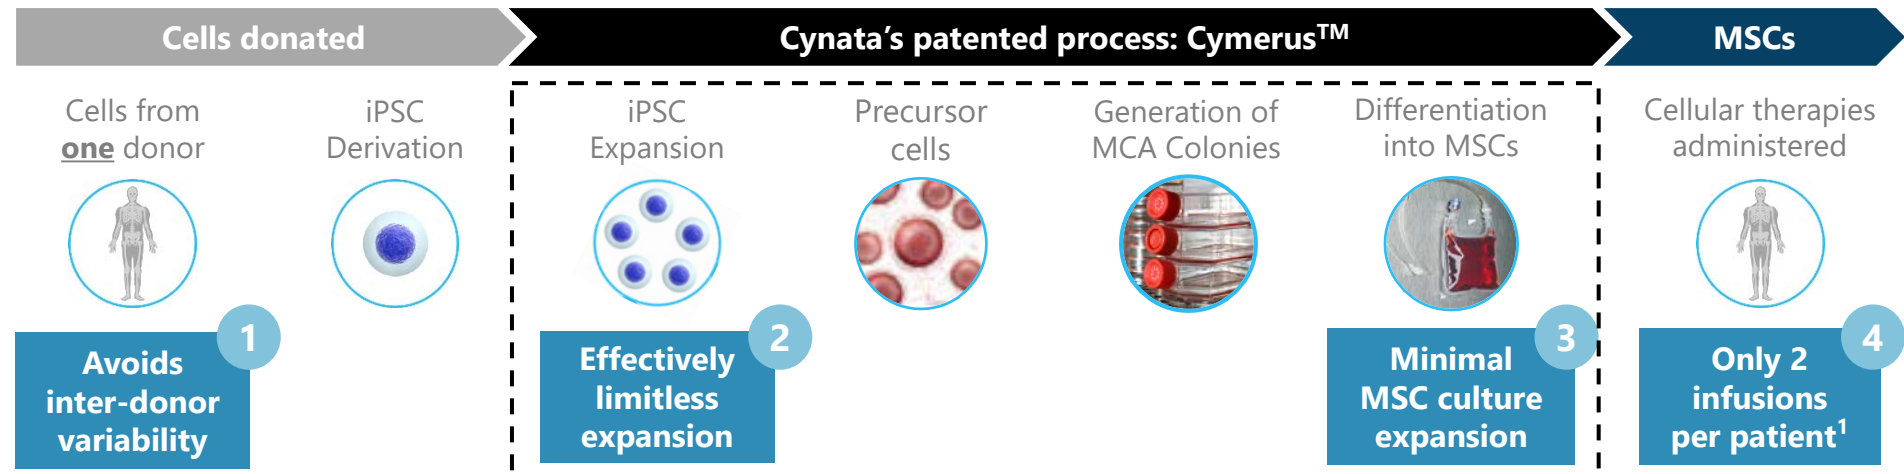 Cells donated
Cynata's patented process: Cymerus™
MSCs
Cells from
one donor
iPSC
Derivation
iPSC
Expansion
Precursor
cells
Generation of
MCA Colonies
Differentiation
into MSCs
Cellular therapies
administered
1
Avoids
inter-donor
variability
2
Effectively
limitless
expansion
3
Minimal
MSC culture
expansion
4
Only 2
infusions
per patient¹